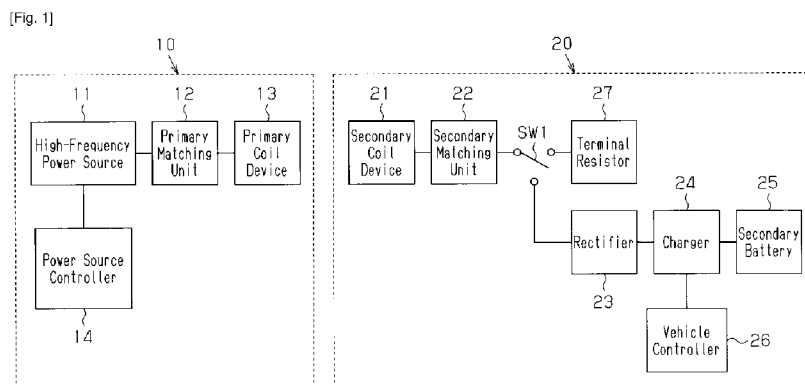 [Fig. 1]
10
20
11
12
13
High-Frequency
Power Source
Primary
Matching
Unit
Primary
Coil
Device
Power Source
Controller
14
21
22
27
Secondary
Coil
Device
Secondary
Matching
Unit
SW1
Terminal
Resistor
24
25
Rectifier
Charger
Secondary
Battery
23
Vehicle
Controller
26